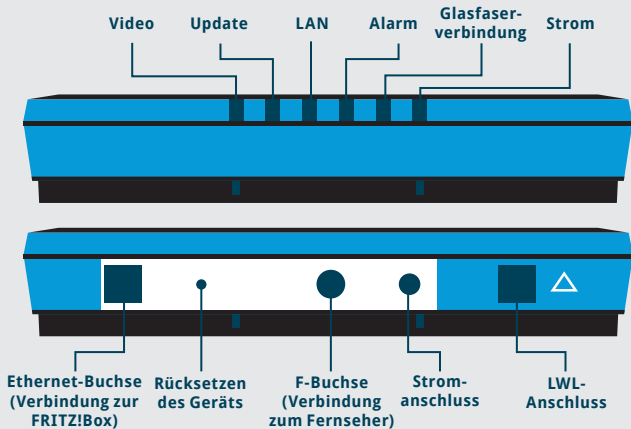 Video
Update
LAN
Alarm
Glasfaser-
verbindung
Strom
Ethernet-Buchse
(Verbindung zur
FRITZ!Box)
Rücksetzen
des Geräts
F-Buchse
(Verbindung
zum Fernseher)
Strom-
anschluss
LWL-
Anschluss